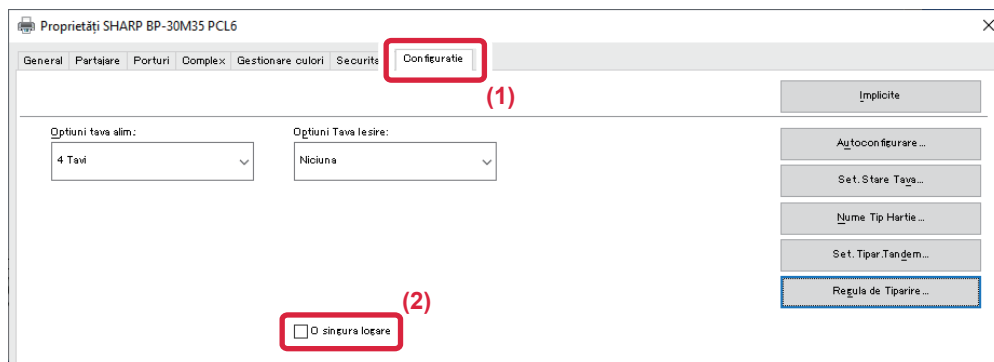 Proprietăți SHARP BP-30M35 PCL6
General Partajare Porturi Complex Gestionare culori Securita Configuratie
(1)
Implicite
Optiuni tava alim: Optiuni Tava Iesire:
4 Tavi Niciuna
Autoconfigurare...
Set. Stare Tava...
Nume Tip Hartie...
Set. Tipar.Tandem...
Regula de Tiparire...
(2)
O singura logare